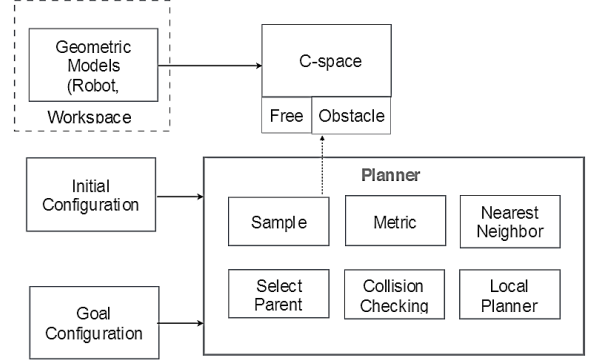 Geometric
Models
(Robot,
Workspace
C-space
Free
Obstacle
Initial
Configuration
Goal
Configuration
Planner
Sample
Metric
Nearest
Neighbor
Select
Parent
Collision
Checking
Local
Planner